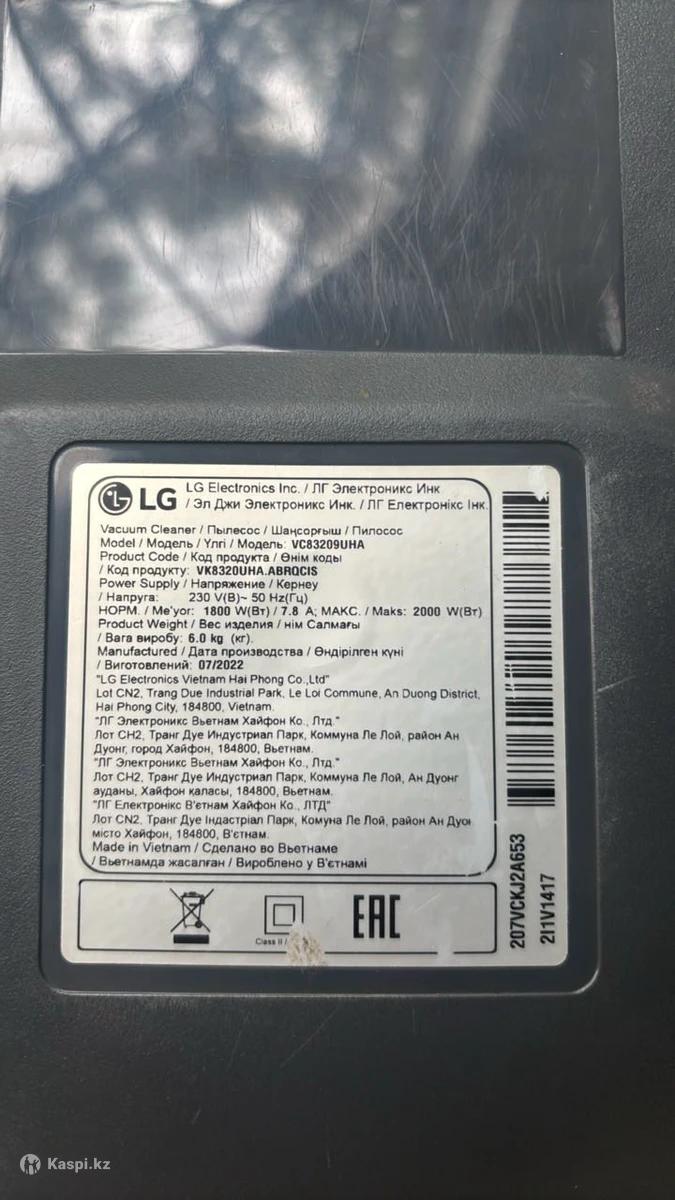 LG
LG Electronics Inc. / ЛГ Электроникс Инк
/ Эл Джи Электроникс Инк. / ЛГ Електронікс Інк.
Vacuum Cleaner / Пылесос / Шаңсорғыш / Пилосос
Model / Модель / Үлгі / Модель: VC83209UHA
Product Code / Код продукта / Өнім коды
/ Код продукту: VK8320UHA.ABRQCIS
Power Supply / Напряжение / Кернеу
/ Напруга: 230 V(В)~ 50 Hz(Гц)
НОРМ. / Me'yor: 1800 W(Вт) / 7.8 A; МАКС. / Maks: 2000 W(Вт)
Product Weight / Вес изделия / нім Салмағы
/ Вага виробу: 6.0 kg (кг).
Manufactured / Дата производства / Өндірілген күні
/ Виготовлений: 07/2022
"LG Electronics Vietnam Hai Phong Co.,Ltd"
Lot CN2, Trang Due Industrial Park, Le Loi Commune, An Duong District,
Hai Phong City, 184800, Vietnam.
"ЛГ Электроникс Вьетнам Хайфон Ко., Лтд."
Лот СН2, Транг Дуе Индустриал Парк, Коммуна Ле Лой, район Ан
Дуонг, город Хайфон, 184800, Вьетнам.
"ЛГ Электроникс Вьетнам Хайфон Ко., Лтд."
Лот СН2, Транг Дуе Индустриал Парк, Коммуна Ле Лой, Ан Дуонг
ауданы, Хайфон қаласы, 184800, Вьетнам.
"ЛГ Електронікс В'єтнам Хайфон Ко., ЛТД"
Лот CN2, Транг Дуе Індастріал Парк, Комуна Ле Лой, район Ан Дуон
місто Хайфон, 184800, В'єтнам.
Made in Vietnam / Сделано во Вьетнаме
/ Вьетнамда жасалған / Вироблено у В'єтнамі
Class II /
EAC
207VCKJ2A653
2I1V1417
Kaspi.kz